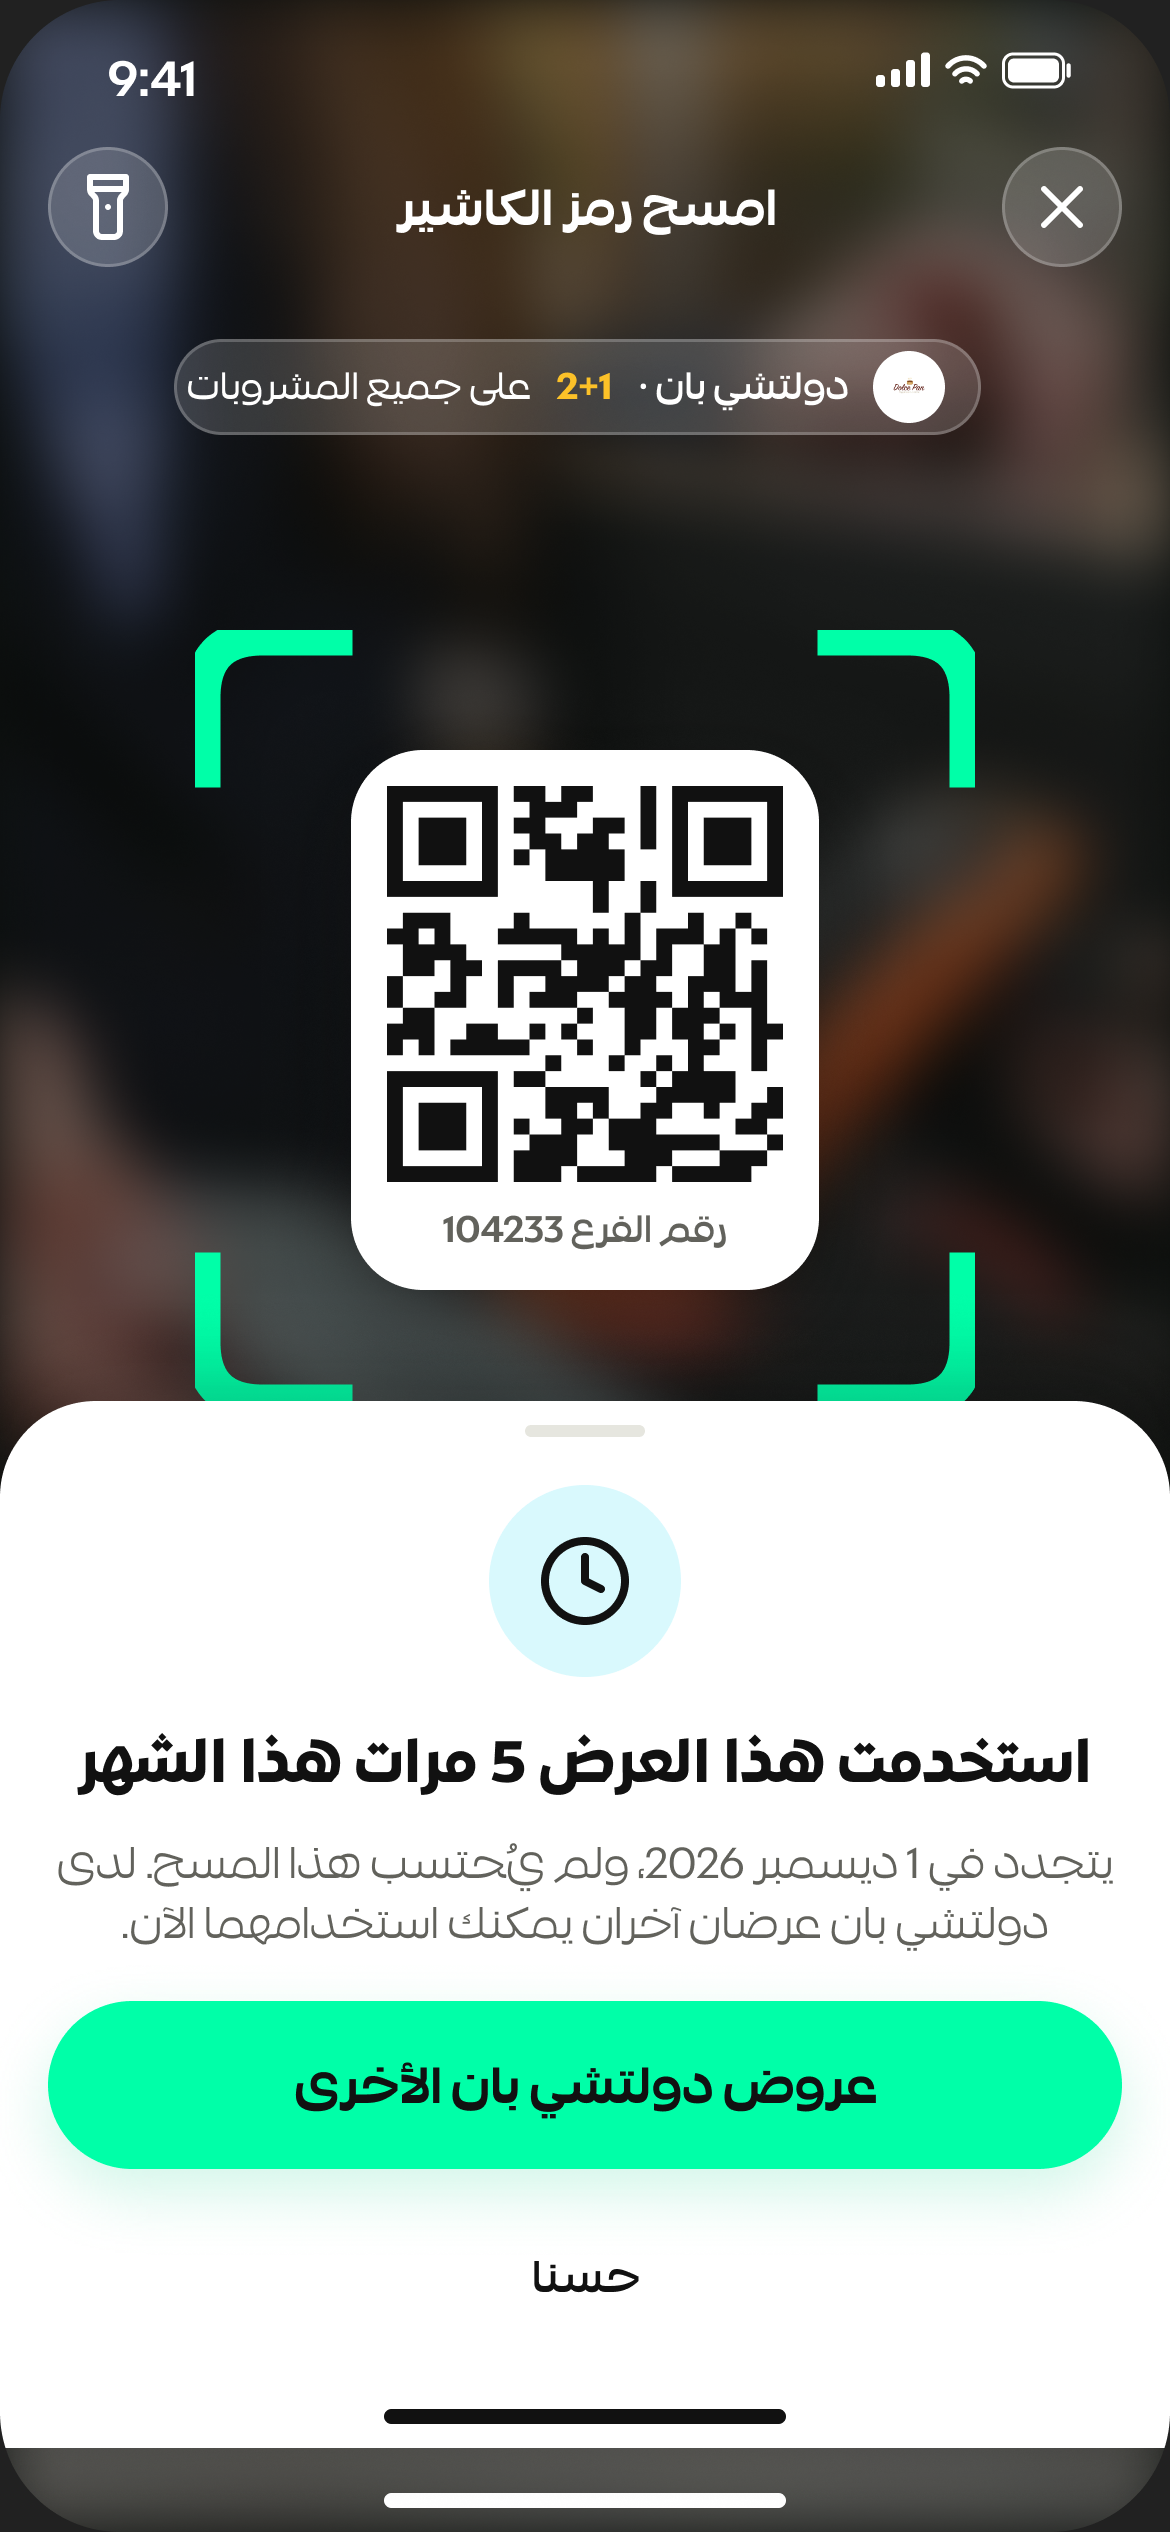 9:41
امسح رمز الكاشير
دولتشي بان · 2+1 على جميع المشروبات
Dolce Pan
رقم الفرع 104233
استخدمت هذا العرض 5 مرات هذا الشهر
يتجدد في 1 ديسمبر 2026، ولم يُحتسب هذا المسح. لدى
دولتشي بان عرضان آخران يمكنك استخدامهما الآن.
عروض دولتشي بان الأخرى
حسنا